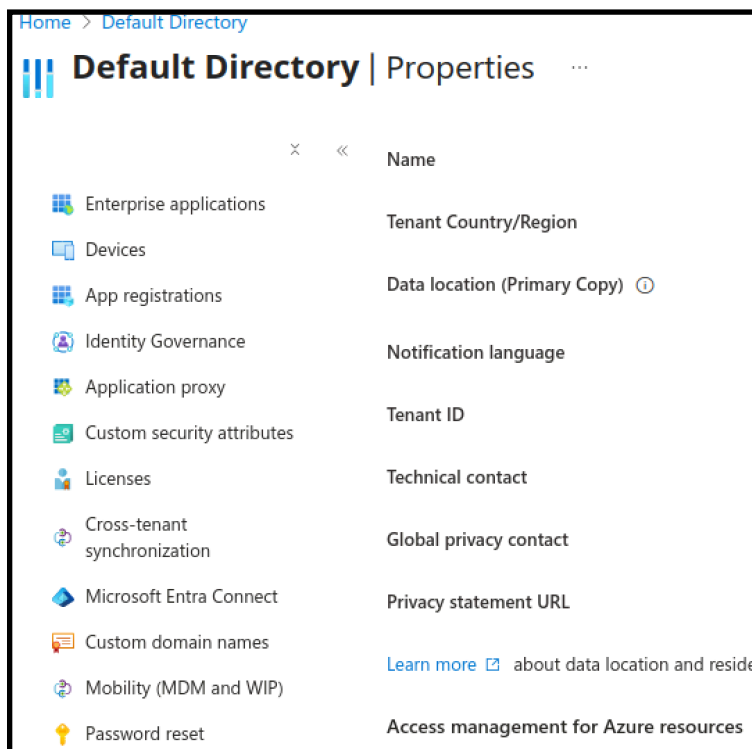 Home > Default Directory
Default Directory | Properties ...
Enterprise applications
Devices
App registrations
Identity Governance
Application proxy
Custom security attributes
Licenses
Cross-tenant
synchronization
Microsoft Entra Connect
Custom domain names
Mobility (MDM and WIP)
Password reset
Name
Tenant Country/Region
Data location (Primary Copy)
Notification language
Tenant ID
Technical contact
Global privacy contact
Privacy statement URL
Learn more about data location and reside
Access management for Azure resources